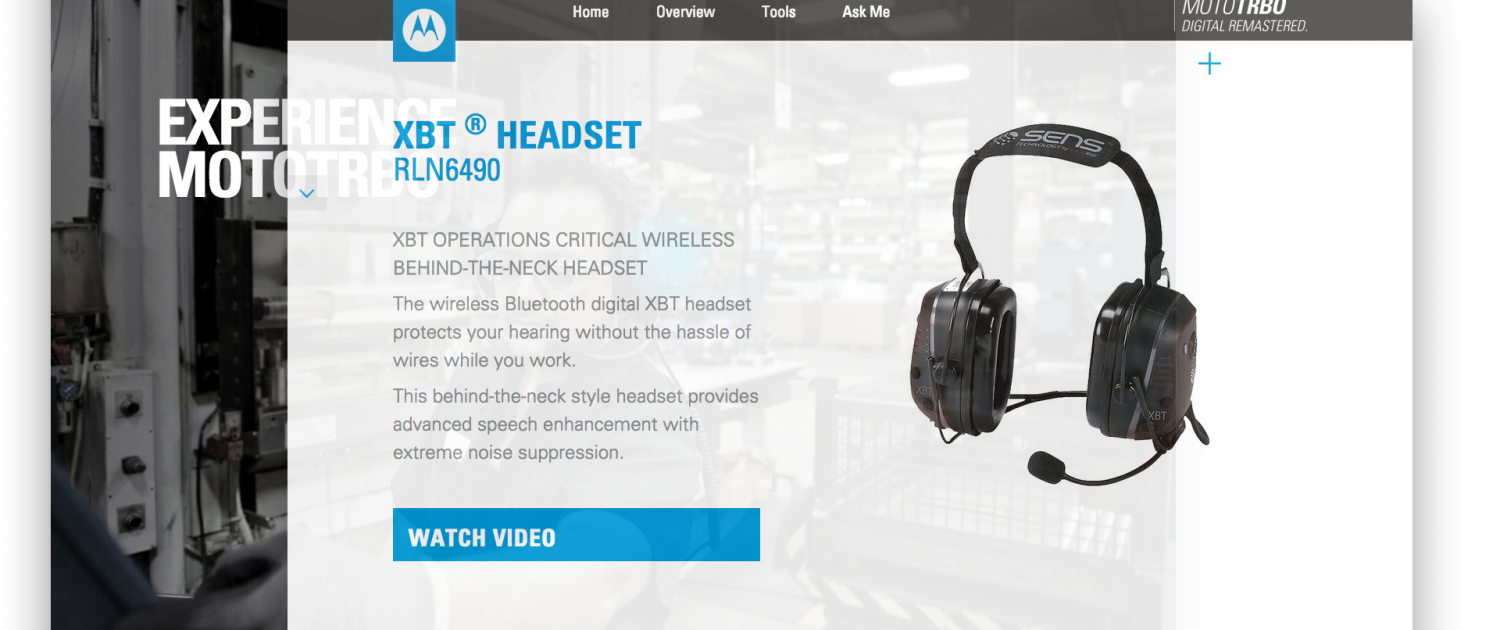 Home Overview Tools Ask Me
MOTOTRBO
DIGITAL REMASTERED.
EXPERIENCE
MOTOTRBO
XBT ® HEADSET
RLN6490
XBT OPERATIONS CRITICAL WIRELESS
BEHIND-THE-NECK HEADSET
The wireless Bluetooth digital XBT headset
protects your hearing without the hassle of
wires while you work.
This behind-the-neck style headset provides
advanced speech enhancement with
extreme noise suppression.
WATCH VIDEO
SENS
TECHNOLOGY by
XBT
XBT